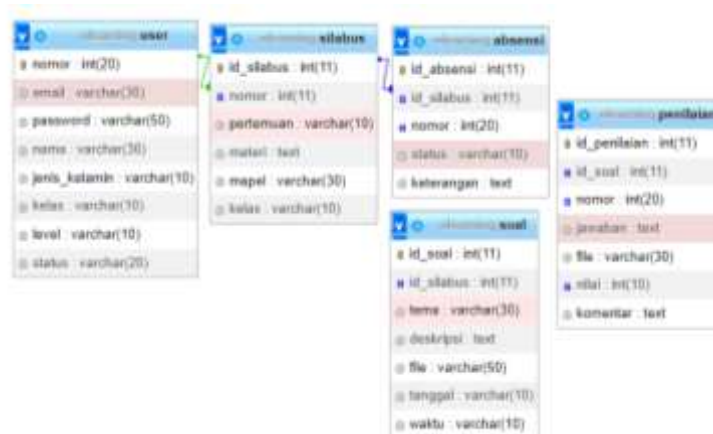 user
nomor : int(20)
email : varchar(30)
password : varchar(50)
nama : varchar(30)
jenis_kelamin : varchar(10)
kelas : varchar(10)
level : varchar(10)
status : varchar(20)
silabus
id_silabus : int(11)
nomor : int(11)
pertemuan : varchar(10)
materi : text
mapel : varchar(30)
kelas : varchar(10)
absensi
id_absensi : int(11)
id_silabus : int(11)
nomor : int(20)
status : varchar(10)
keterangan : text
soal
id_soal : int(11)
id_silabus : int(11)
tema : varchar(30)
deskripsi : text
file : varchar(50)
tanggal : varchar(10)
waktu : varchar(10)
penilaian
id_penilaian : int(11)
id_soal : int(11)
nomor : int(20)
jawaban : text
file : varchar(30)
nilai : int(10)
komentar : text